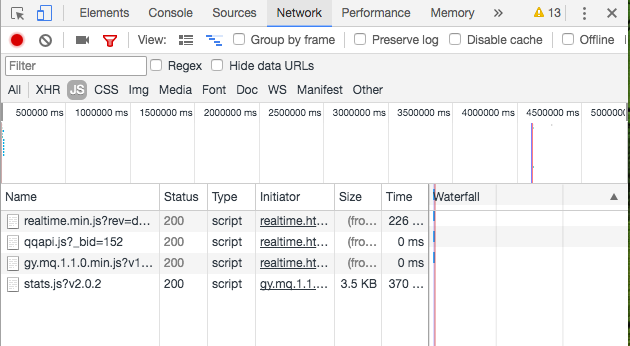 Elements Console Sources Network Performance Memory » 13
View: Group by frame Preserve log Disable cache Offline
Filter Regex Hide data URLs
All XHR JS CSS Img Media Font Doc WS Manifest Other
500000 ms 1000000 ms 1500000 ms 2000000 ms 2500000 ms 3000000 ms 3500000 ms 4000000 ms 4500000 ms 5000000
Name Status Type Initiator Size Time Waterfall
realtime.min.js?rev=d... 200 script realtime.ht... (fro... 226 ...
qqapi.js?_bid=152 200 script realtime.ht... (fro... 0 ms
gy.mq.1.1.0.min.js?v1... 200 script realtime.ht... (fro... 0 ms
stats.js?v2.0.2 200 script gy.mq.1.1.... 3.5 KB 370 ...